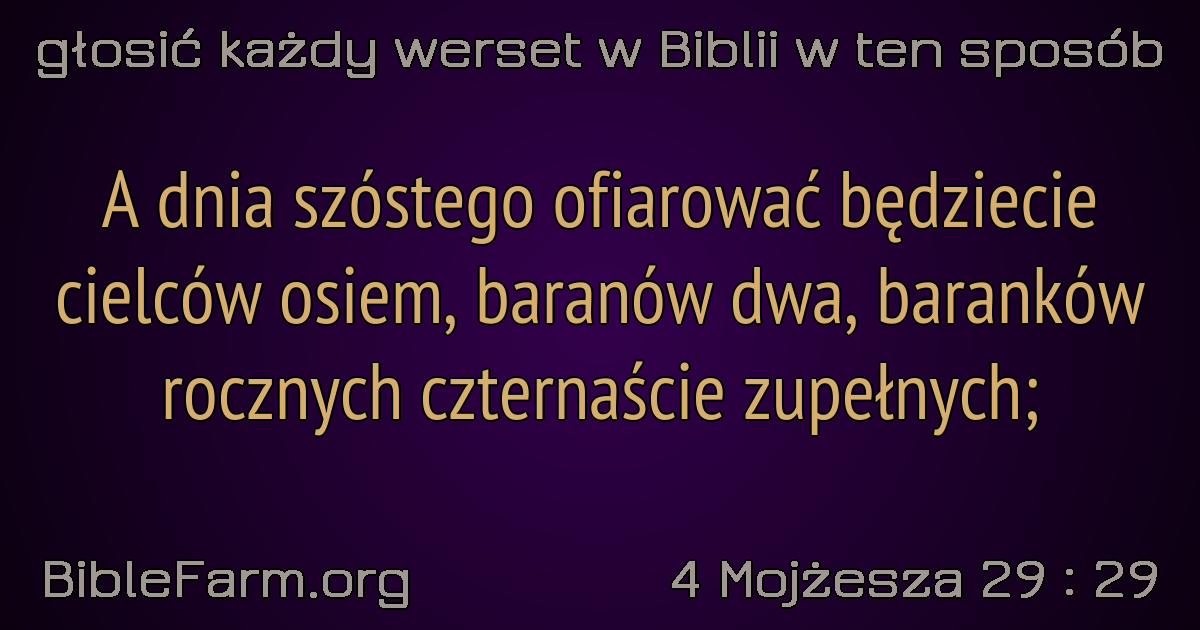 głosić każdy werset w Biblii w ten sposób
A dnia szóstego ofiarować będziecie
cielców osiem, baranów dwa, baranków
rocznych czternaście zupełnych;
BibleFarm.org
4 Mojżesza 29 : 29